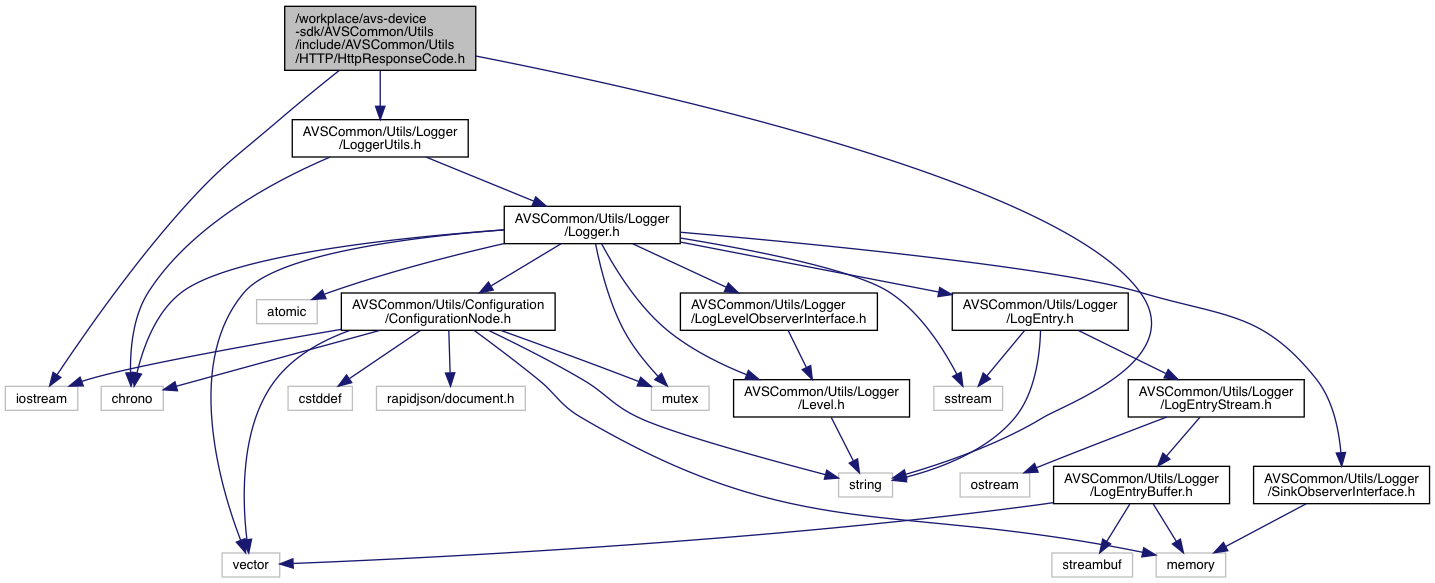 /workplace/avs-device
-sdk/AVSCommon/Utils
/include/AVSCommon/Utils
/HTTP/HttpResponseCode.h
AVSCommon/Utils/Logger
/LoggerUtils.h
AVSCommon/Utils/Logger
/Logger.h
atomic
AVSCommon/Utils/Configuration
/ConfigurationNode.h
AVSCommon/Utils/Logger
/LogLevelObserverInterface.h
AVSCommon/Utils/Logger
/LogEntry.h
iostream
chrono
cstddef
rapidjson/document.h
mutex
AVSCommon/Utils/Logger
/Level.h
sstream
AVSCommon/Utils/Logger
/LogEntryStream.h
string
ostream
AVSCommon/Utils/Logger
/LogEntryBuffer.h
AVSCommon/Utils/Logger
/SinkObserverInterface.h
vector
streambuf
memory